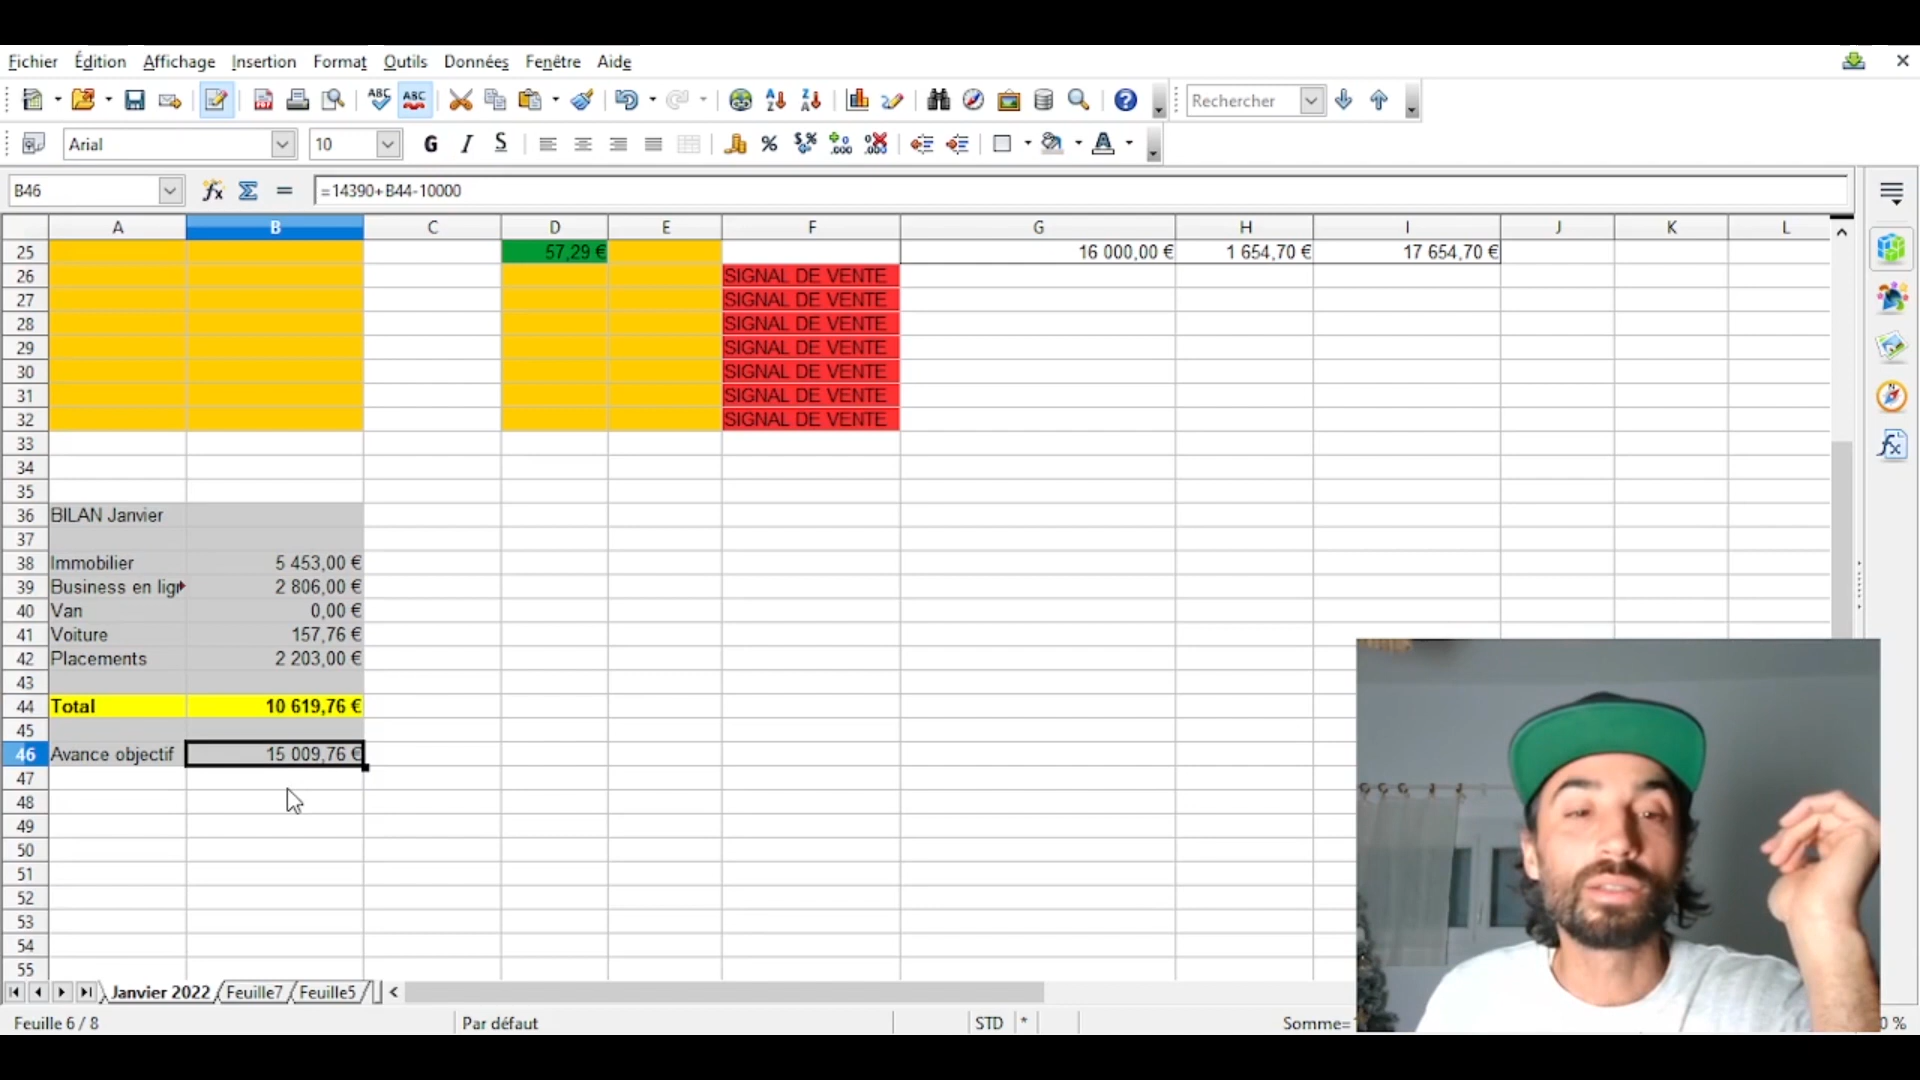 Fichier Édition Affichage Insertion Format Outils Données Fenêtre Aide
ABC ABC Rechercher
Arial 10 G I S %
B46 =14390+B44-10000
A B C D E F G H I J K L
25 57,29 € 16 000,00 € 1 654,70 € 17 654,70 €
26 SIGNAL DE VENTE
27 SIGNAL DE VENTE
28 SIGNAL DE VENTE
29 SIGNAL DE VENTE
30 SIGNAL DE VENTE
31 SIGNAL DE VENTE
32 SIGNAL DE VENTE
33
34
35
36 BILAN Janvier
37
38 Immobilier 5 453,00 €
39 Business en lign 2 806,00 €
40 Van 0,00 €
41 Voiture 157,76 €
42 Placements 2 203,00 €
43
44 Total 10 619,76 €
45
46 Avance objectif 15 009,76 €
47
48
49
50
51
52
53
54
55
Janvier 2022 Feuille7 Feuille5
Feuille 6 / 8 Par défaut STD * Somme= %